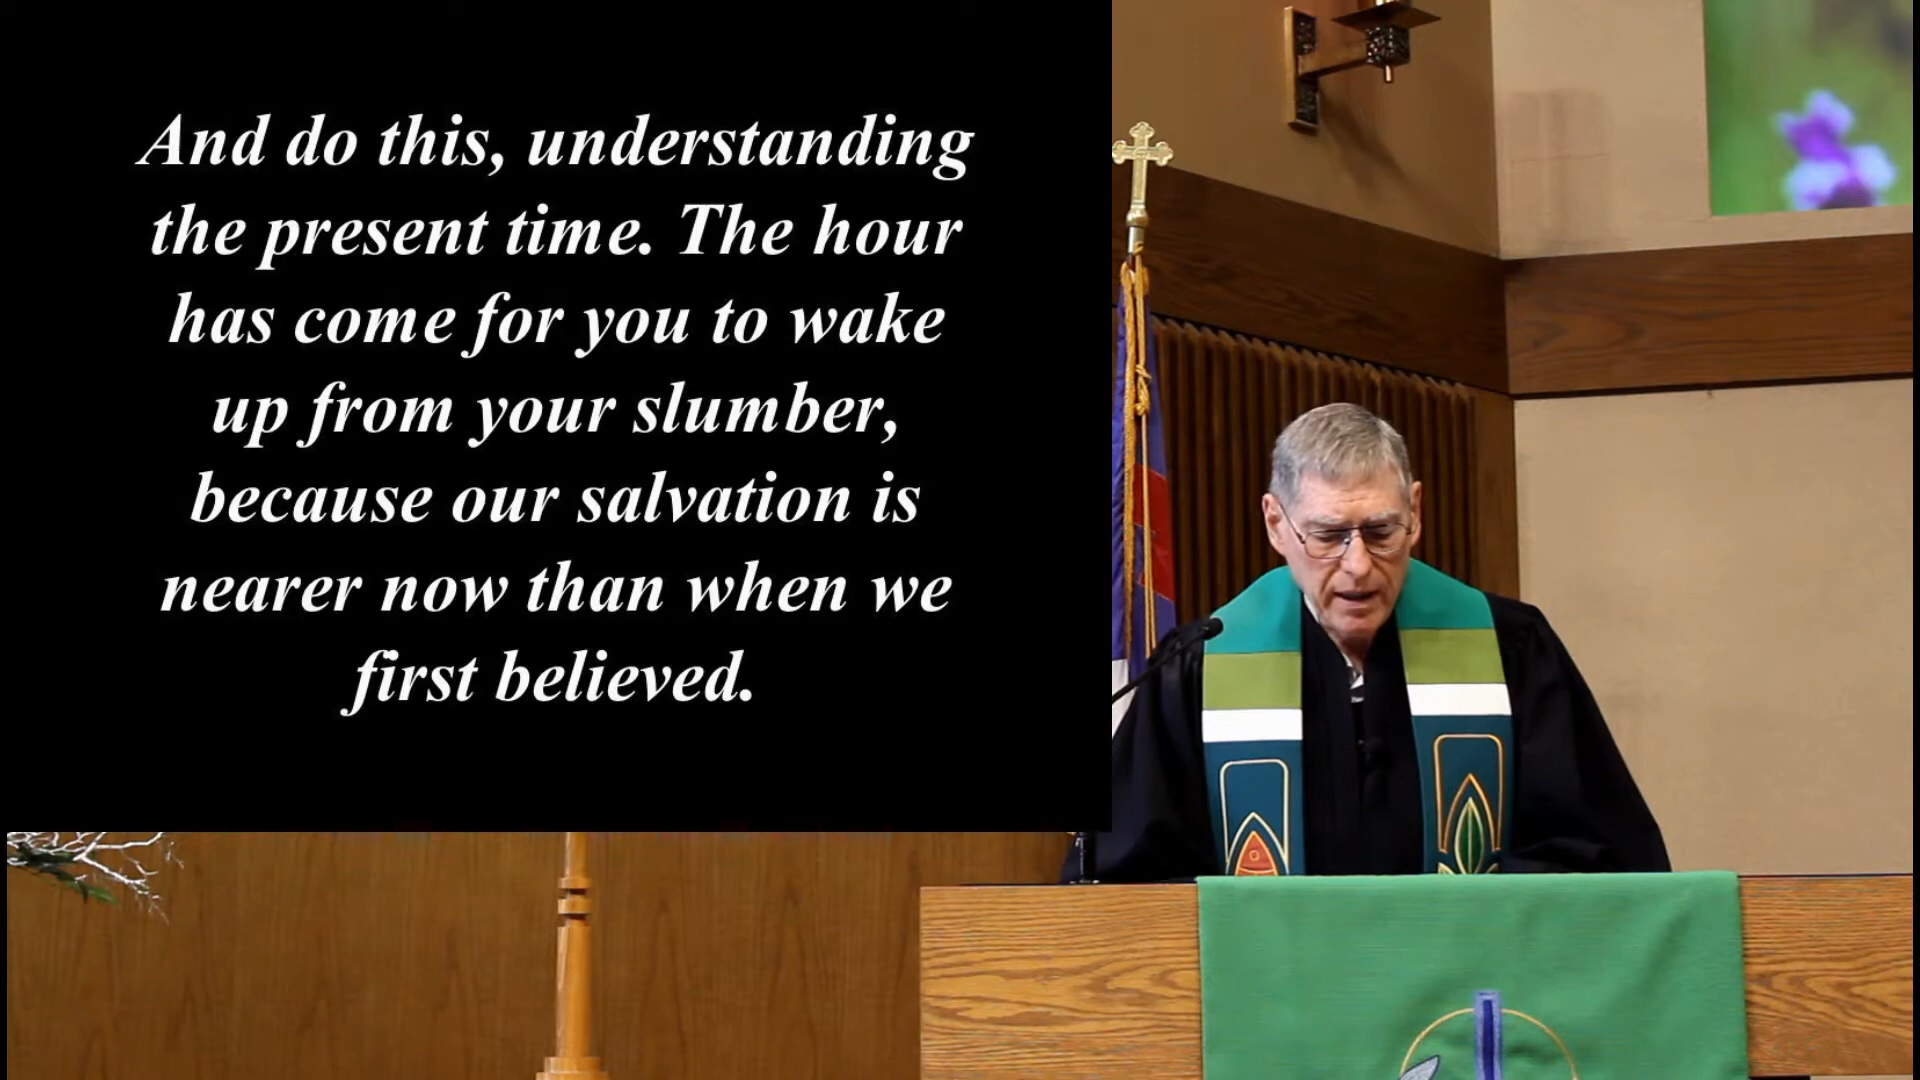 And do this, understanding
the present time. The hour
has come for you to wake
up from your slumber,
because our salvation is
nearer now than when we
first believed.